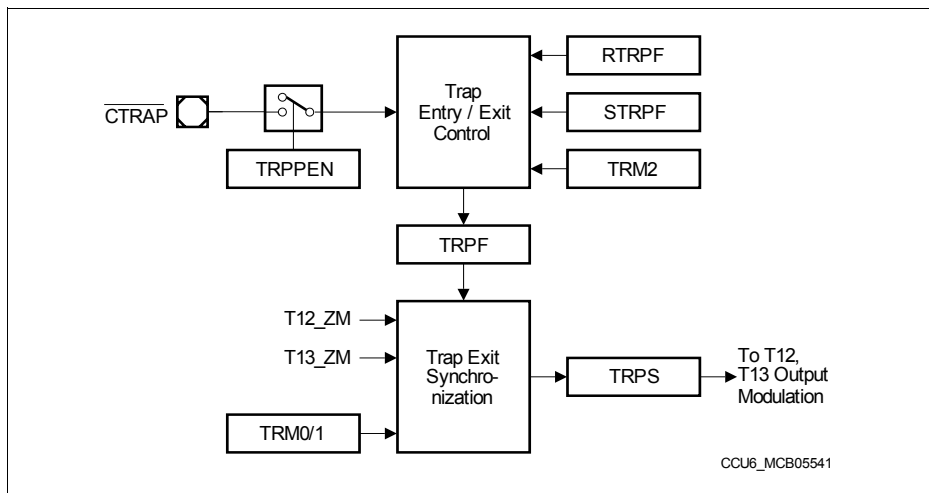 RTRPF
Trap
Entry / Exit
Control
CTRAP
STRPF
TRPPEN
TRM2
TRPF
T12_ZM
T13_ZM
Trap Exit
Synchro-
nization
TRPS
To T12,
T13 Output
Modulation
TRM0/1
CCU6_MCB05541